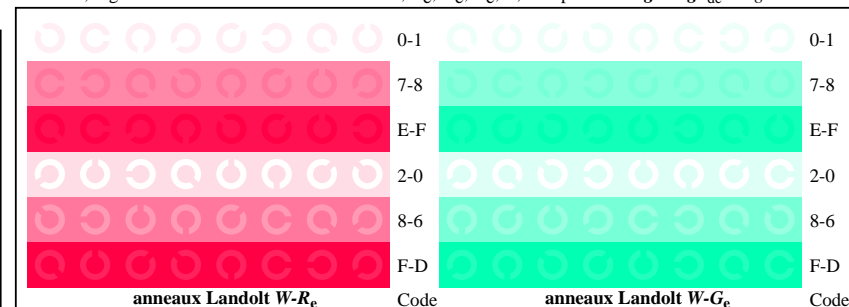 0-1 0-1
7-8 7-8
E-F E-F
2-0 2-0
8-6 8-6
F-D F-D
anneaux Landolt W-Re Code anneaux Landolt W-Ge Code